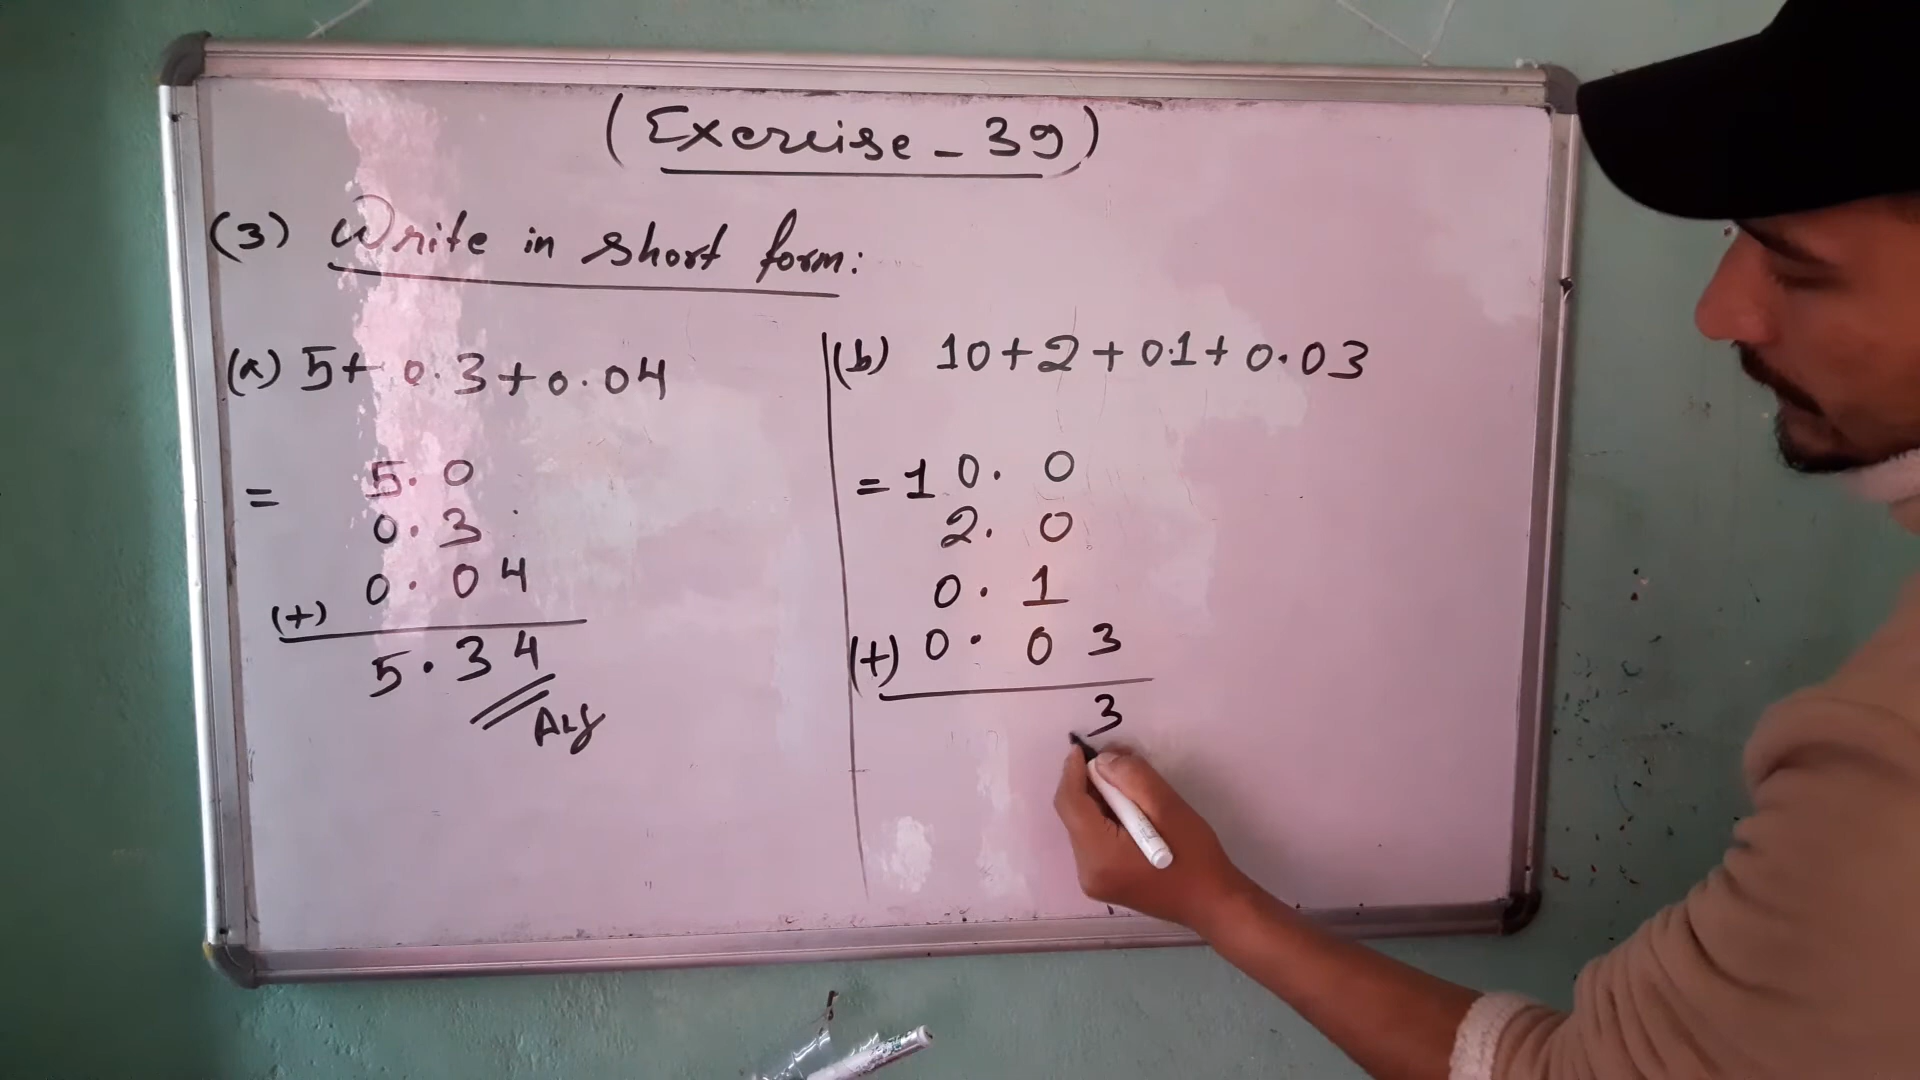 (Exercise - 39)
(3) Write in short form:
(a) 5+ 0.3+0.04
= 5.0
0.3
0.04
(+)
5.34
Ans
(b) 10+2+0.1+0.03
= 10.0
2.0
0.1
(+) 0.03
3